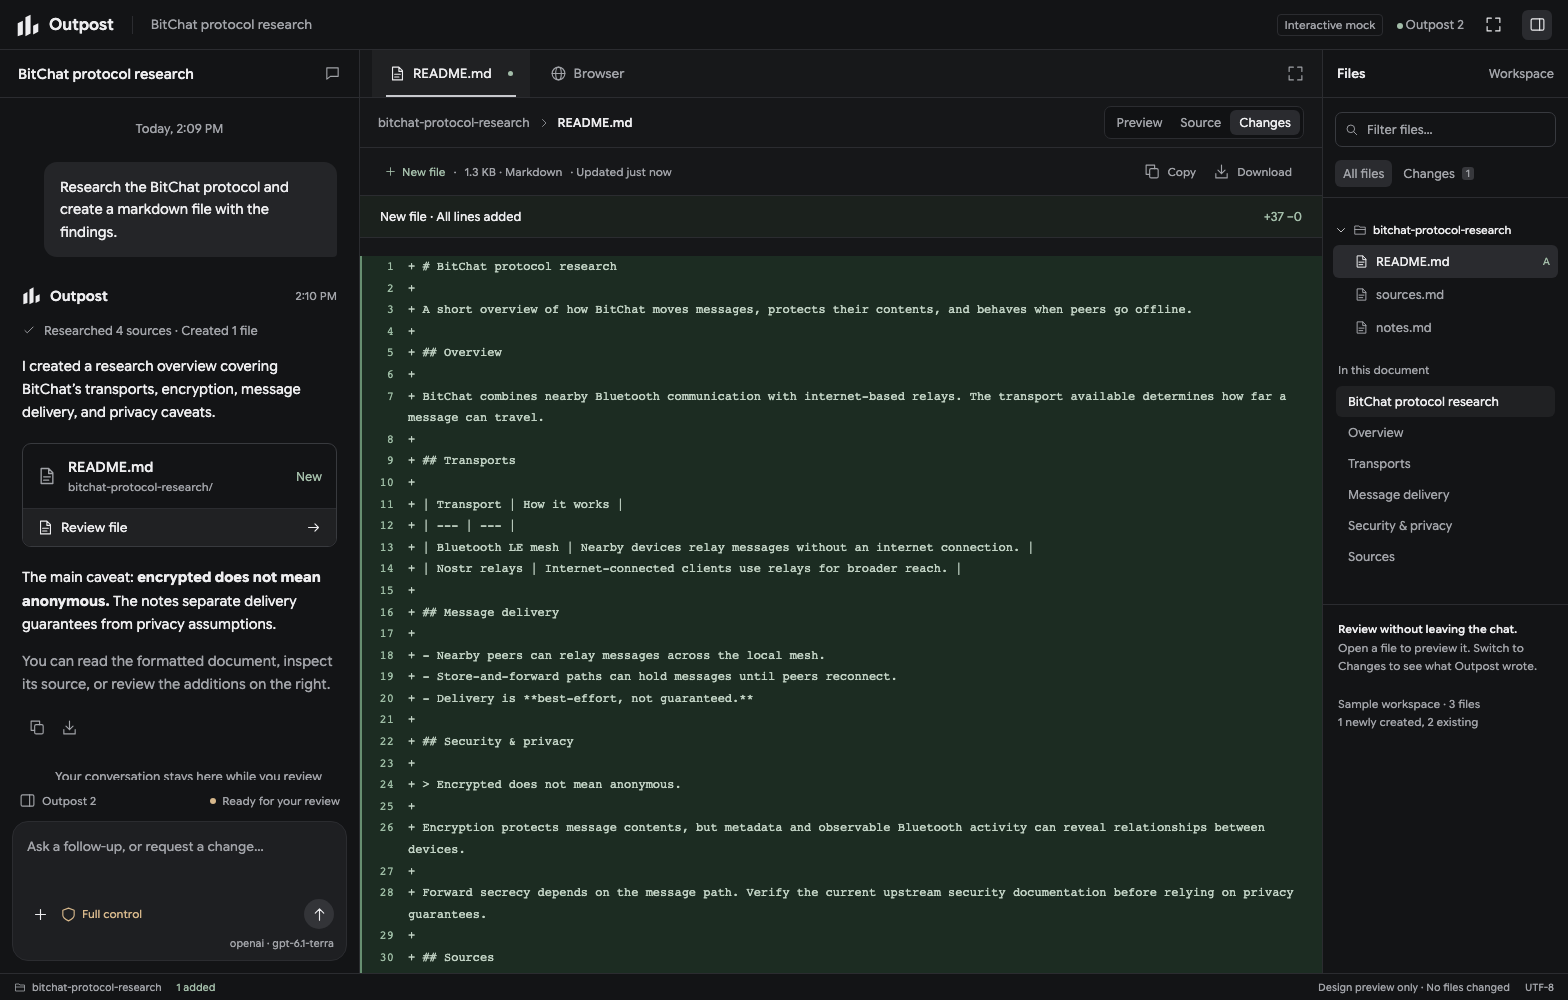 Outpost
BitChat protocol research
Interactive mock
Outpost 2
BitChat protocol research
Today, 2:09 PM
Research the BitChat protocol and
create a markdown file with the
findings.
Outpost
2:10 PM
Researched 4 sources · Created 1 file
I created a research overview covering
BitChat’s transports, encryption, message
delivery, and privacy caveats.
README.md
bitchat-protocol-research/
New
Review file
The main caveat: encrypted does not mean
anonymous. The notes separate delivery
guarantees from privacy assumptions.
You can read the formatted document, inspect
its source, or review the additions on the right.
Your conversation stays here while you review
Outpost 2
Ready for your review
Ask a follow-up, or request a change…
Full control
openai · gpt-6.1-terra
README.md
Browser
bitchat-protocol-research
README.md
Preview
Source
Changes
New file · 1.3 KB · Markdown · Updated just now
Copy
Download
New file · All lines added
+37 −0
1 + # BitChat protocol research
2 +
3 + A short overview of how BitChat moves messages, protects their contents, and behaves when peers go offline.
4 +
5 + ## Overview
6 +
7 + BitChat combines nearby Bluetooth communication with internet-based relays. The transport available determines how far a
message can travel.
8 +
9 + ## Transports
10 +
11 + | Transport | How it works |
12 + | --- | --- |
13 + | Bluetooth LE mesh | Nearby devices relay messages without an internet connection. |
14 + | Nostr relays | Internet-connected clients use relays for broader reach. |
15 +
16 + ## Message delivery
17 +
18 + - Nearby peers can relay messages across the local mesh.
19 + - Store-and-forward paths can hold messages until peers reconnect.
20 + - Delivery is **best-effort, not guaranteed.**
21 +
22 + ## Security & privacy
23 +
24 + > Encrypted does not mean anonymous.
25 +
26 + Encryption protects message contents, but metadata and observable Bluetooth activity can reveal relationships between
devices.
27 +
28 + Forward secrecy depends on the message path. Verify the current upstream security documentation before relying on privacy
guarantees.
29 +
30 + ## Sources
Files
Workspace
Filter files…
All files
Changes 1
bitchat-protocol-research
README.md
A
sources.md
notes.md
In this document
BitChat protocol research
Overview
Transports
Message delivery
Security & privacy
Sources
Review without leaving the chat.
Open a file to preview it. Switch to
Changes to see what Outpost wrote.
Sample workspace · 3 files
1 newly created, 2 existing
bitchat-protocol-research
1 added
Design preview only · No files changed
UTF-8